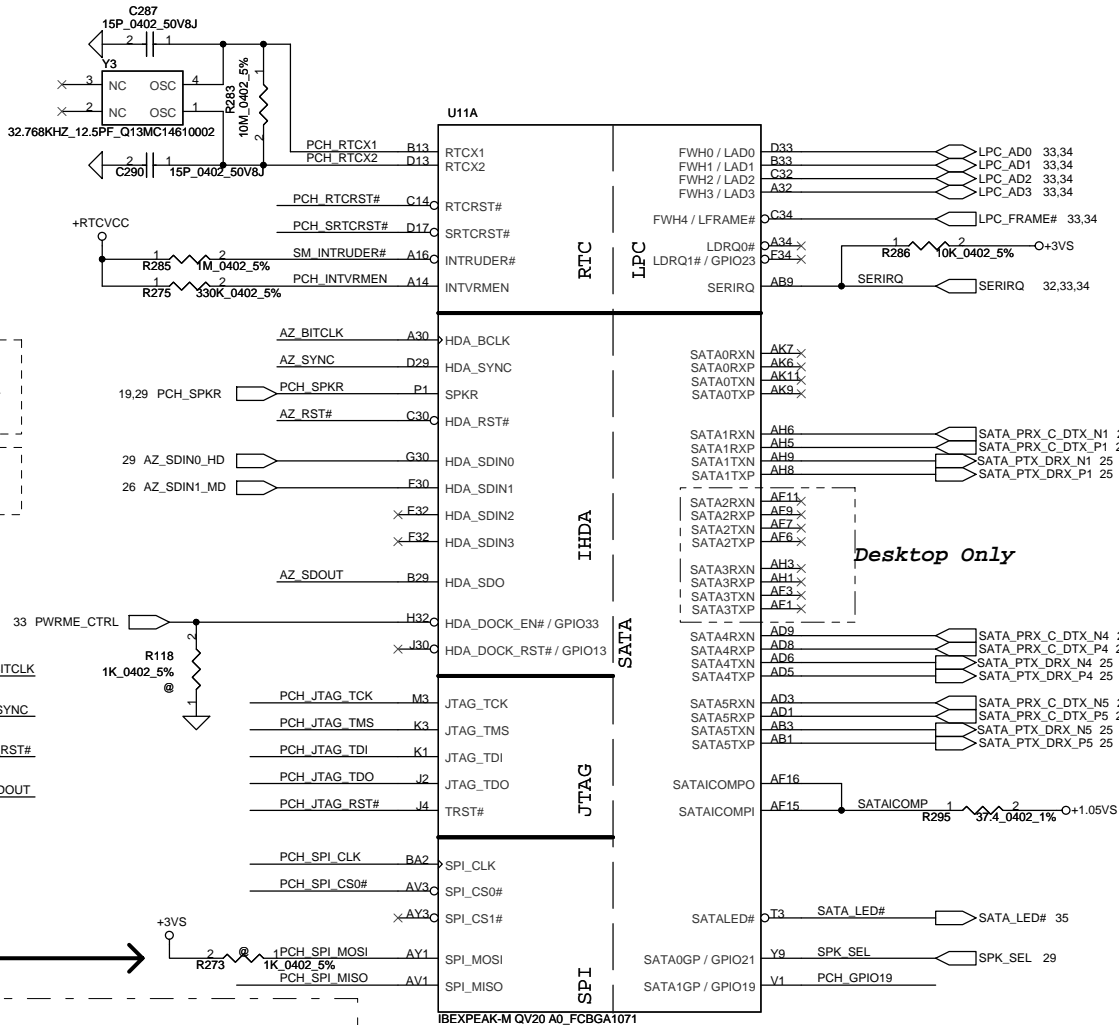 C287
15P_0402_50V8J
2 1
Y3
3 NC OSC 4
2 NC OSC 1
32.768KHZ_12.5PF_Q13MC14610002
R283
10M_0402_5%
1
2
2 1
C290 15P_0402_50V8J
U11A
PCH_RTCX1 B13 RTCX1
PCH_RTCX2 D13 RTCX2
PCH_RTCRST# C14 RTCRST#
+RTCVCC
PCH_SRTCRST# D17 SRTCRST#
1 2 SM_INTRUDER# A16 INTRUDER#
R285 1M_0402_5%
1 2 PCH_INTVRMEN A14 INTVRMEN
R275 330K_0402_5%
RTC
LPC
FWH0 / LAD0 D33 LPC_AD0 33,34
FWH1 / LAD1 B33 LPC_AD1 33,34
FWH2 / LAD2 C32 LPC_AD2 33,34
FWH3 / LAD3 A32 LPC_AD3 33,34
FWH4 / LFRAME# C34 LPC_FRAME# 33,34
LDRQ0# A34
LDRQ1# / GPIO23 F34
1 2 +3VS
R286 10K_0402_5%
SERIRQ AB9 SERIRQ SERIRQ 32,33,34
AZ_BITCLK A30 HDA_BCLK
AZ_SYNC D29 HDA_SYNC
19,29 PCH_SPKR PCH_SPKR P1 SPKR
AZ_RST# C30 HDA_RST#
29 AZ_SDIN0_HD G30 HDA_SDIN0
26 AZ_SDIN1_MD F30 HDA_SDIN1
E32 HDA_SDIN2
F32 HDA_SDIN3
AZ_SDOUT B29 HDA_SDO
33 PWRME_CTRL H32 HDA_DOCK_EN# / GPIO33
J30 HDA_DOCK_RST# / GPIO13
2
R118
1K_0402_5%
@
1
IHDA
SATA
SATA0RXN AK7
SATA0RXP AK6
SATA0TXN AK11
SATA0TXP AK9
SATA1RXN AH6 SATA_PRX_C_DTX_N1 2
SATA1RXP AH5 SATA_PRX_C_DTX_P1 2
SATA1TXN AH9 SATA_PTX_DRX_N1 25
SATA1TXP AH8 SATA_PTX_DRX_P1 25
SATA2RXN AF11
SATA2RXP AF9
SATA2TXN AF7
SATA2TXP AF6
SATA3RXN AH3
SATA3RXP AH1
SATA3TXN AF3
SATA3TXP AF1
Desktop Only
SATA4RXN AD9 SATA_PRX_C_DTX_N4 2
SATA4RXP AD8 SATA_PRX_C_DTX_P4 2
SATA4TXN AD6 SATA_PTX_DRX_N4 25
SATA4TXP AD5 SATA_PTX_DRX_P4 25
SATA5RXN AD3 SATA_PRX_C_DTX_N5 2
SATA5RXP AD1 SATA_PRX_C_DTX_P5 2
SATA5TXN AB3 SATA_PTX_DRX_N5 25
SATA5TXP AB1 SATA_PTX_DRX_P5 25
SATAICOMPO AF16
SATAICOMPI AF15 SATAICOMP 1 2 +1.05VS
R295 37.4_0402_1%
ITCLK
SYNC
RST#
DOUT
PCH_JTAG_TCK M3 JTAG_TCK
PCH_JTAG_TMS K3 JTAG_TMS
PCH_JTAG_TDI K1 JTAG_TDI
PCH_JTAG_TDO J2 JTAG_TDO
PCH_JTAG_RST# J4 TRST#
JTAG
PCH_SPI_CLK BA2 SPI_CLK
PCH_SPI_CS0# AV3 SPI_CS0#
AY3 SPI_CS1#
+3VS
2 @ 1 PCH_SPI_MOSI AY1 SPI_MOSI
R273 1K_0402_5%
PCH_SPI_MISO AV1 SPI_MISO
SPI
SATALED# T3 SATA_LED# SATA_LED# 35
SATA0GP / GPIO21 Y9 SPK_SEL SPK_SEL 29
SATA1GP / GPIO19 V1 PCH_GPIO19
IBEXPEAK-M QV20 A0_FCBGA1071